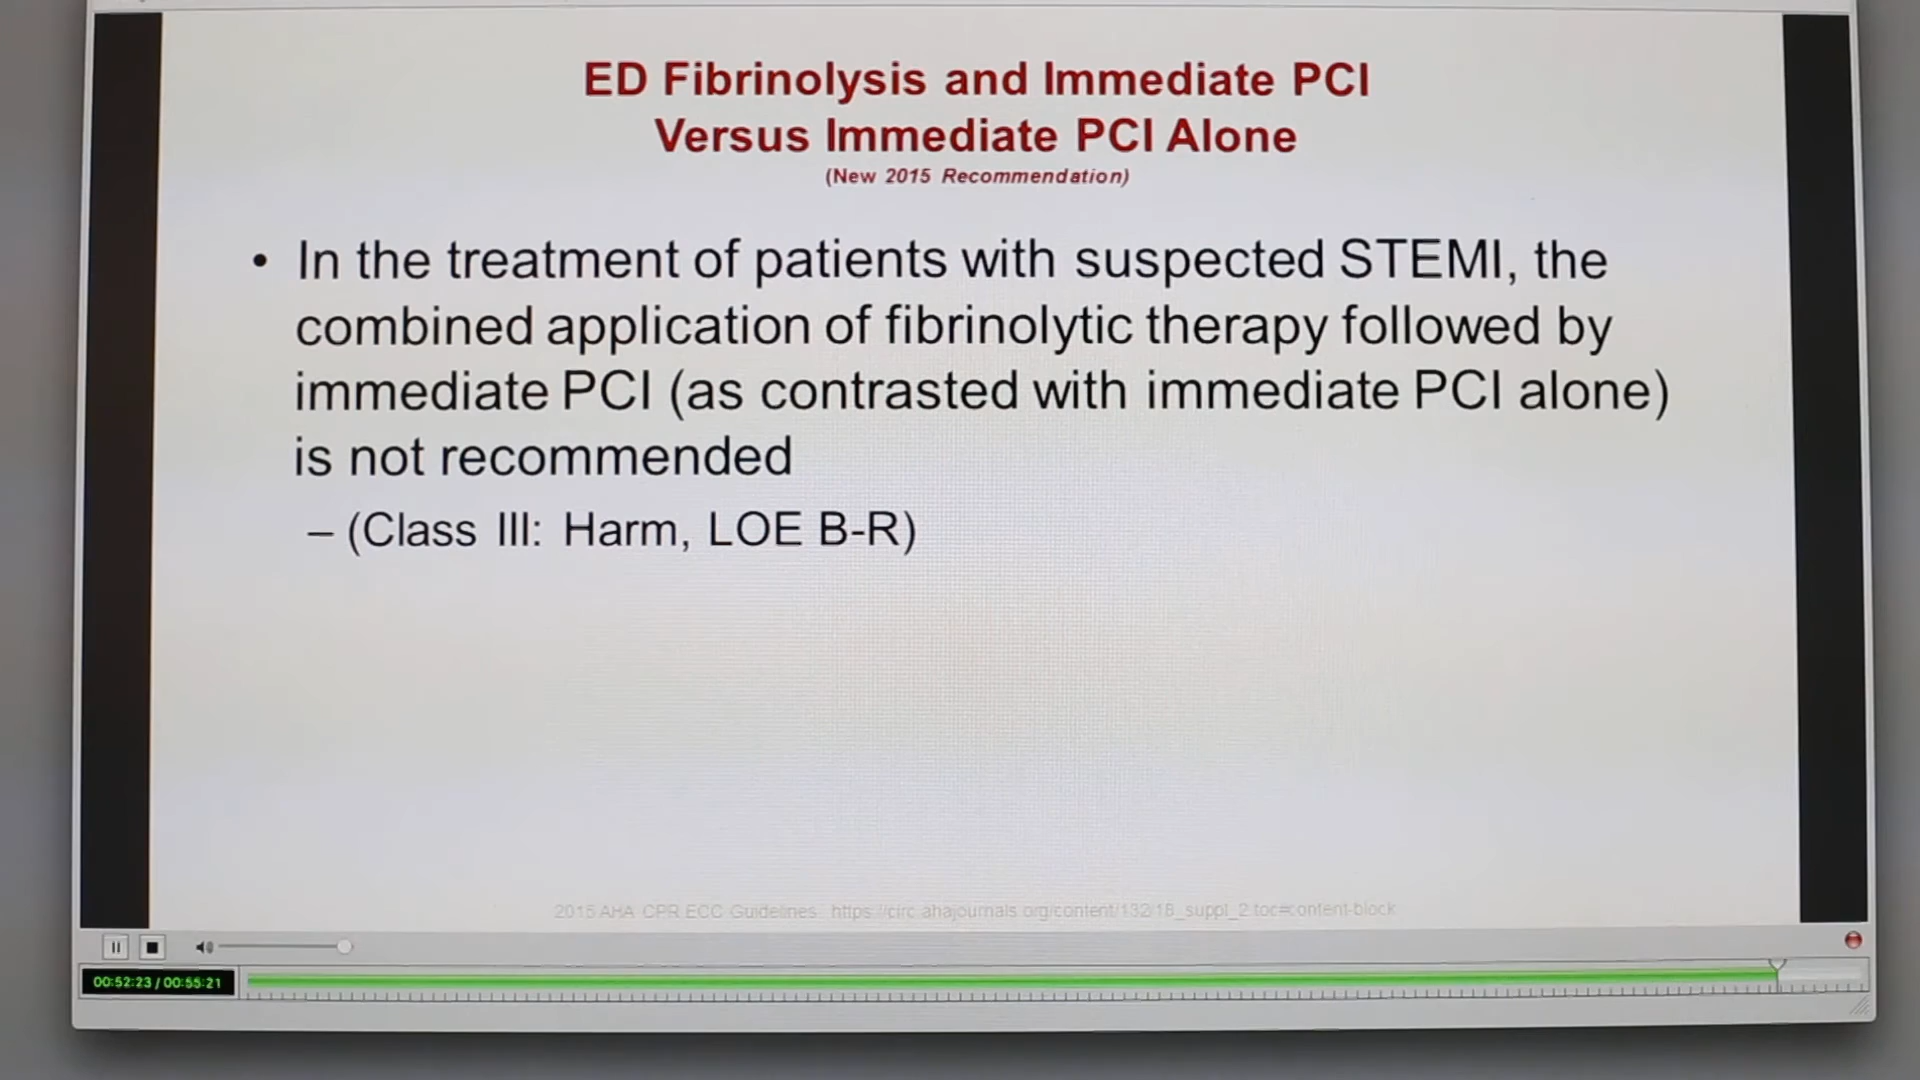 ED Fibrinolysis and Immediate PCI
Versus Immediate PCI Alone
(New 2015 Recommendation)
• In the treatment of patients with suspected STEMI, the
combined application of fibrinolytic therapy followed by
immediate PCI (as contrasted with immediate PCI alone)
is not recommended
– (Class III: Harm, LOE B-R)
2015 AHA CPR ECC Guidelines https://circ.ahajournals.org/content/132/18_suppl_2.toc#content-block
00:52:23 / 00:55:21